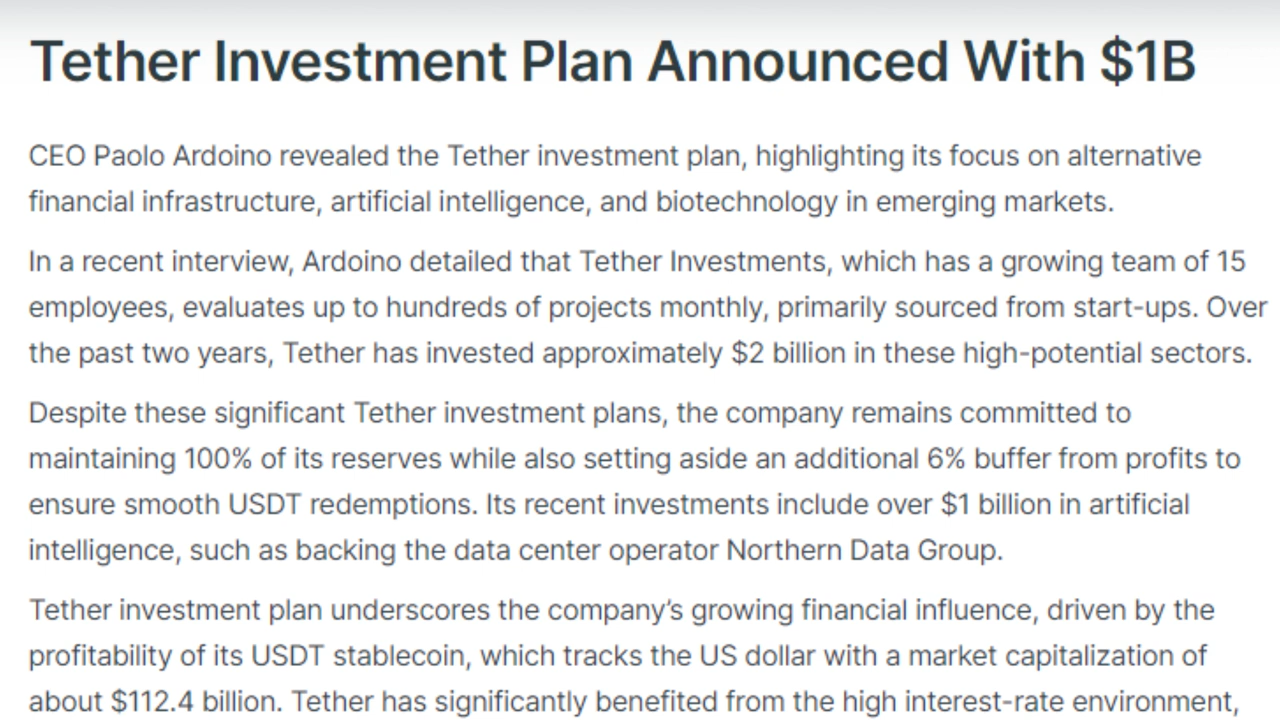 Tether Investment Plan Announced With $1B
CEO Paolo Ardoino revealed the Tether investment plan, highlighting its focus on alternative
financial infrastructure, artificial intelligence, and biotechnology in emerging markets.
In a recent interview, Ardoino detailed that Tether Investments, which has a growing team of 15
employees, evaluates up to hundreds of projects monthly, primarily sourced from start-ups. Over
the past two years, Tether has invested approximately $2 billion in these high-potential sectors.
Despite these significant Tether investment plans, the company remains committed to
maintaining 100% of its reserves while also setting aside an additional 6% buffer from profits to
ensure smooth USDT redemptions. Its recent investments include over $1 billion in artificial
intelligence, such as backing the data center operator Northern Data Group.
Tether investment plan underscores the company’s growing financial influence, driven by the
profitability of its USDT stablecoin, which tracks the US dollar with a market capitalization of
about $112.4 billion. Tether has significantly benefited from the high interest-rate environment,